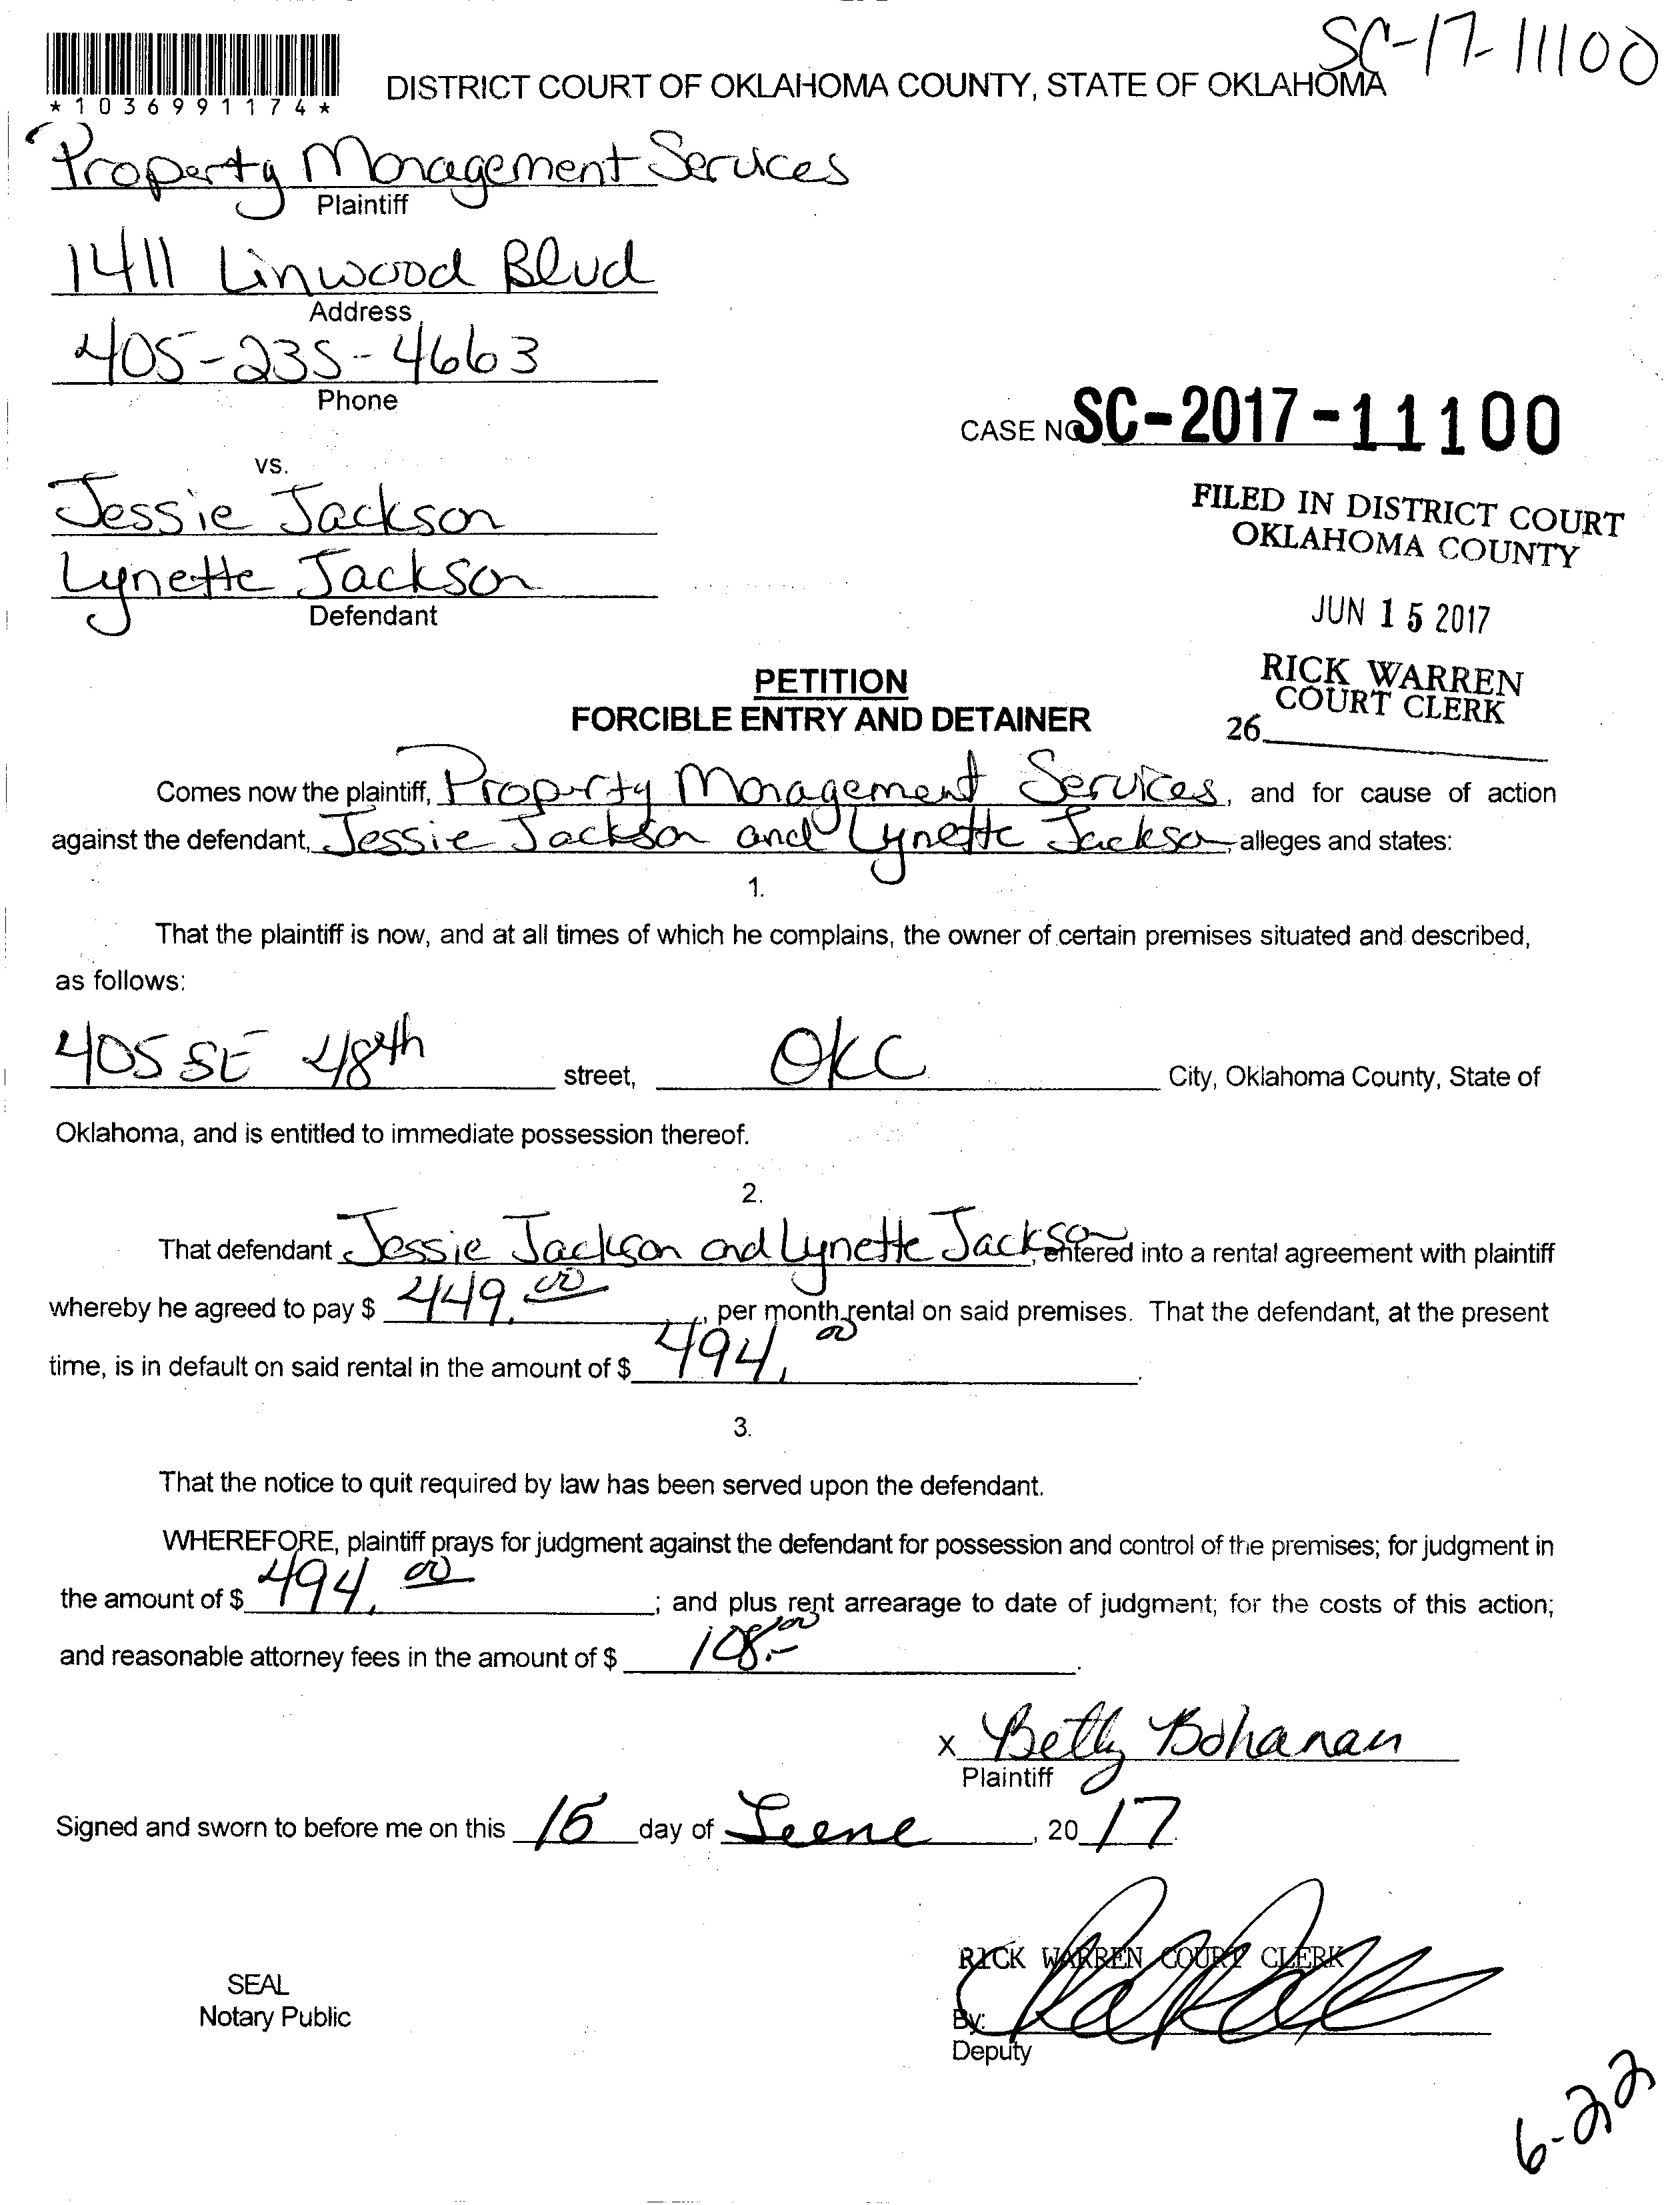 SC-17-11100
*1036991174*
DISTRICT COURT OF OKLAHOMA COUNTY, STATE OF OKLAHOMA
Property Management Services
Plaintiff
1411 Linwood Blvd
Address
405-235-4663
Phone
CASE NO SC-2017-11100
vs.
Jessie Jackson
Lynette Jackson
Defendant
FILED IN DISTRICT COURT
OKLAHOMA COUNTY
JUN 15 2017
RICK WARREN
COURT CLERK
26
PETITION
FORCIBLE ENTRY AND DETAINER
Comes now the plaintiff, Property Management Services, and for cause of action
against the defendant, Jessie Jackson and Lynette Jackson, alleges and states:
1.
That the plaintiff is now, and at all times of which he complains, the owner of certain premises situated and described,
as follows:
405 SE 48th street, OKC City, Oklahoma County, State of
Oklahoma, and is entitled to immediate possession thereof.
2.
That defendant Jessie Jackson and Lynette Jackson, entered into a rental agreement with plaintiff
whereby he agreed to pay $ 449.00, per month rental on said premises. That the defendant, at the present
time, is in default on said rental in the amount of $ 494.00.
3.
That the notice to quit required by law has been served upon the defendant.
WHEREFORE, plaintiff prays for judgment against the defendant for possession and control of the premises; for judgment in
the amount of $ 494.00; and plus rent arrearage to date of judgment; for the costs of this action;
and reasonable attorney fees in the amount of $ 108.00.
x Betty Bohanan
Plaintiff
Signed and sworn to before me on this 15 day of June, 20 17.
RICK WARREN COURT CLERK
SEAL
Notary Public
By:
Deputy
6-22